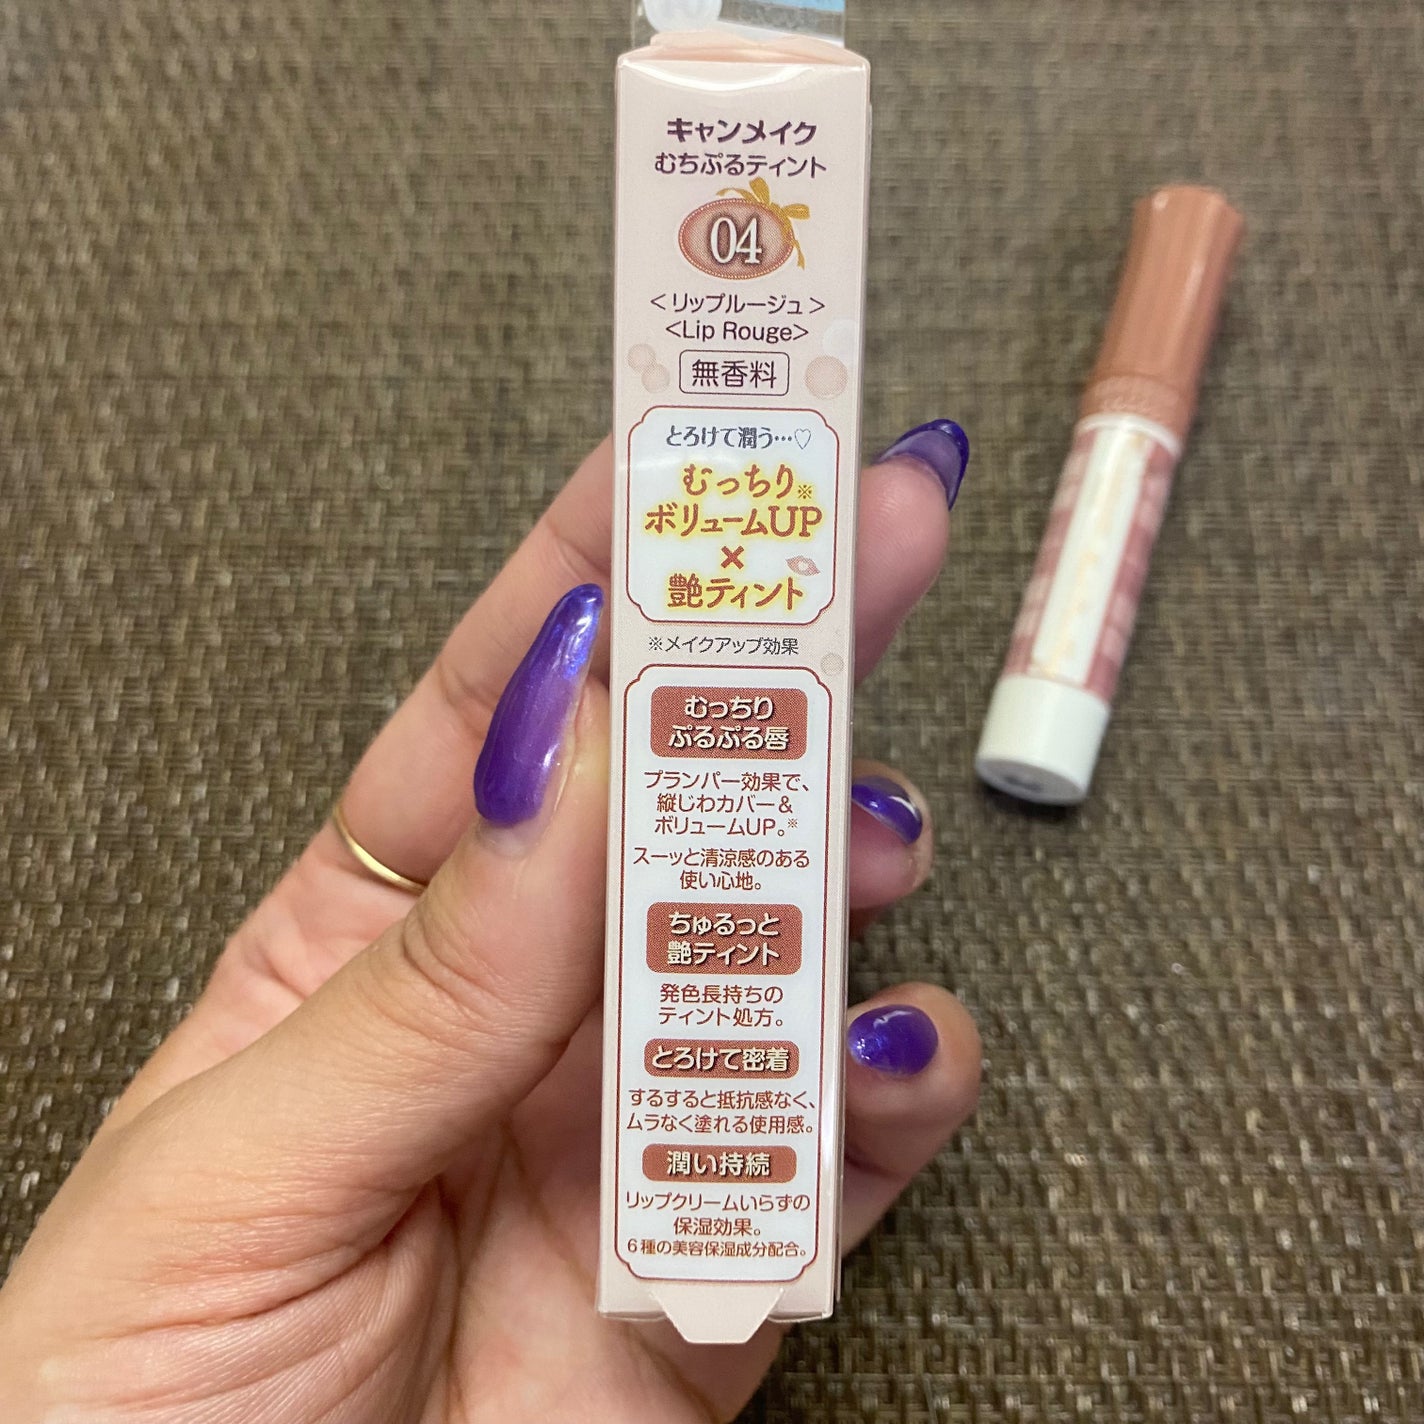 キャンメイク
むちぷるティント
04
＜リップルージュ＞
<Lip Rouge>
無香料
とろけて潤う…♡
むっちり※
ボリュームUP
×
艶ティント
※メイクアップ効果
むっちり
ぷるぷる唇
プランパー効果で、
縦じわカバー＆
ボリュームUP。※
スーッと清涼感のある
使い心地。
ちゅるっと
艶ティント
発色長持ちの
ティント処方。
とろけて密着
するすると抵抗感なく、
ムラなく塗れる使用感。
潤い持続
リップクリームいらずの
保湿効果。
6種の美容保湿成分配合。